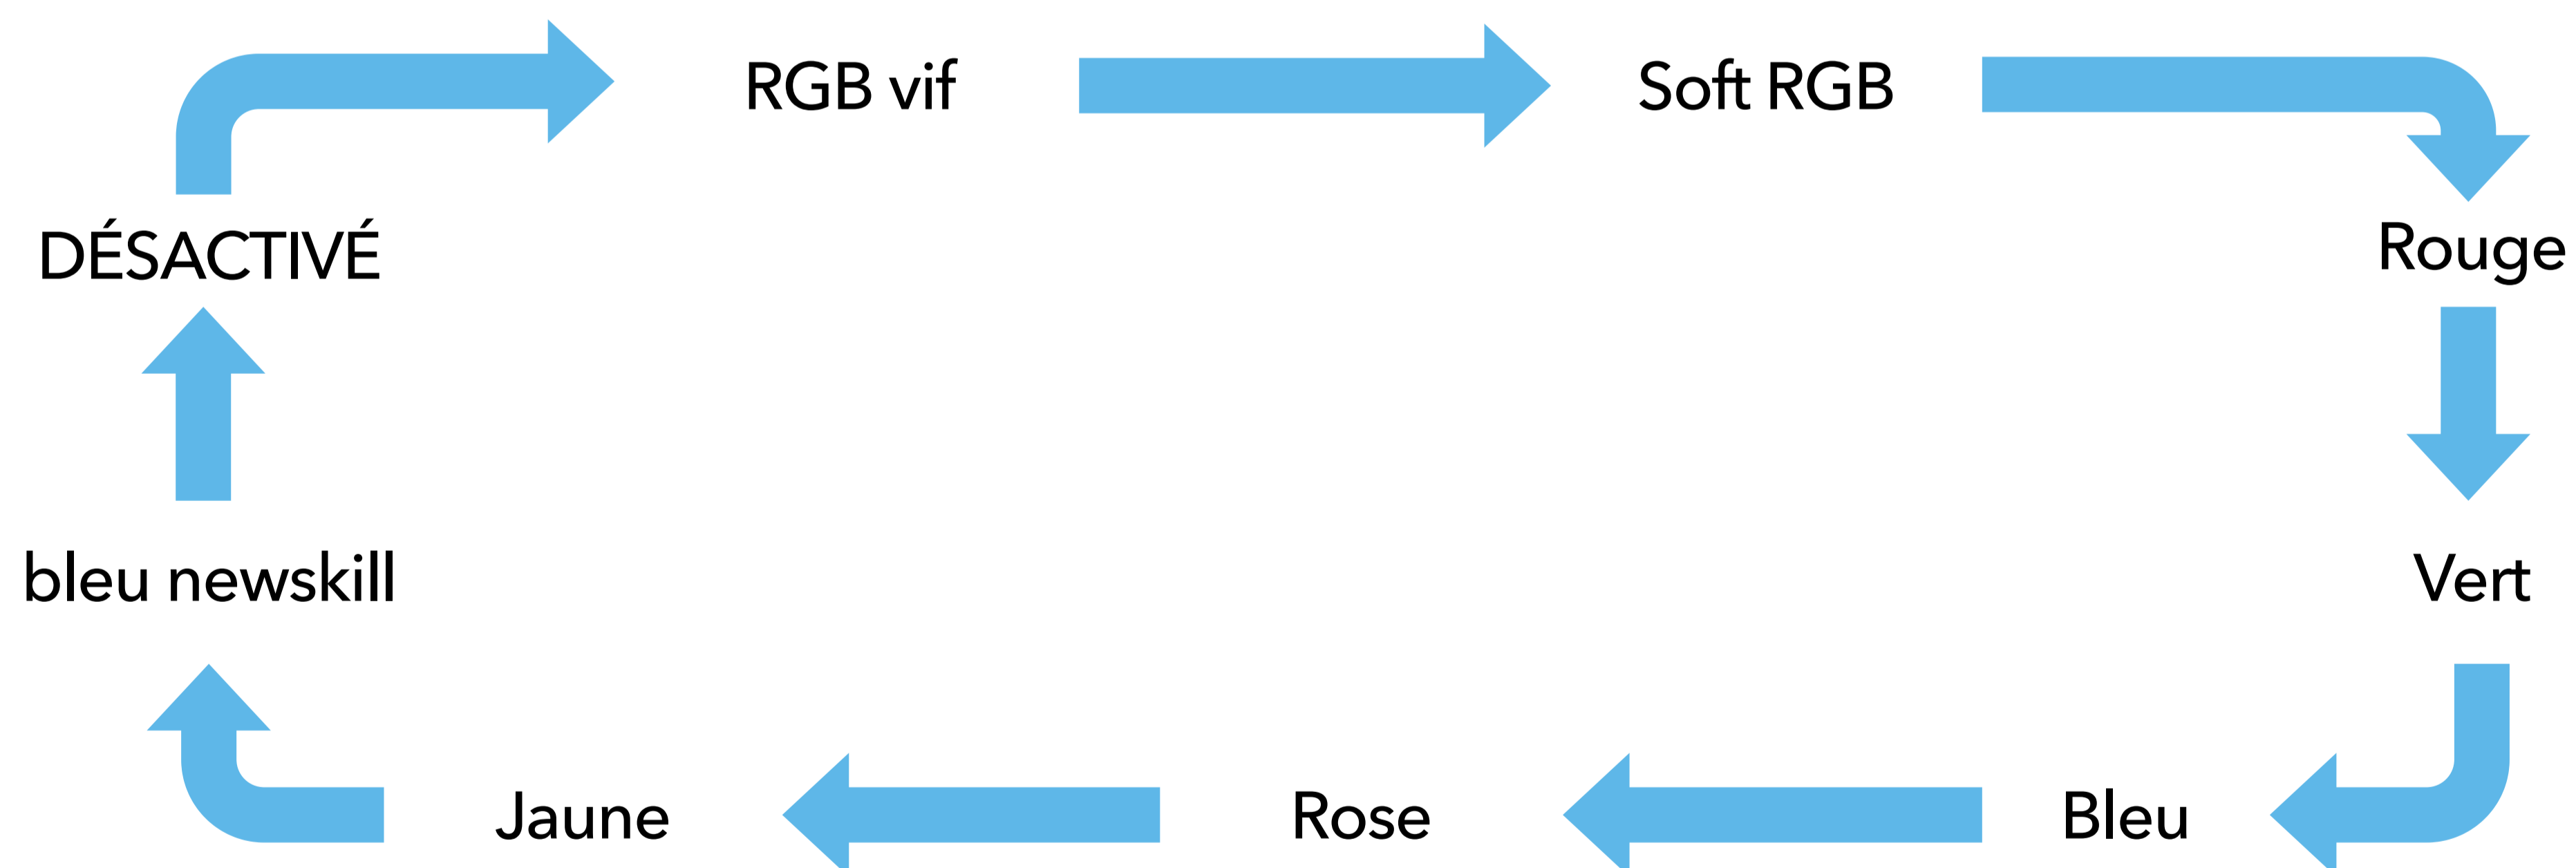 RGB vif
Soft RGB
DÉSACTIVÉ
Rouge
bleu newskill
Vert
Jaune
Rose
Bleu